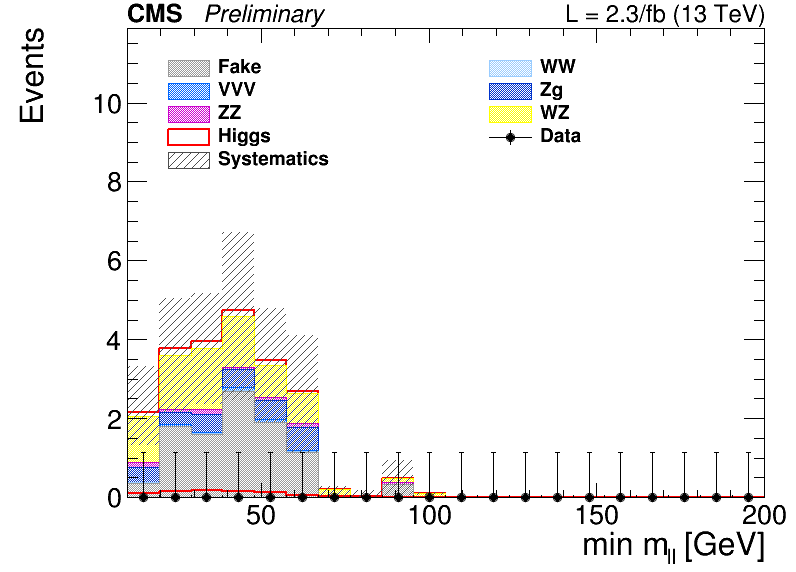 CMS Preliminary L = 2.3/fb (13 TeV)
Events
Fake
VVV
ZZ
Higgs
Systematics
WW
Zg
WZ
Data
10
8
6
4
2
0
50 100 150 200
min m_ll [GeV]